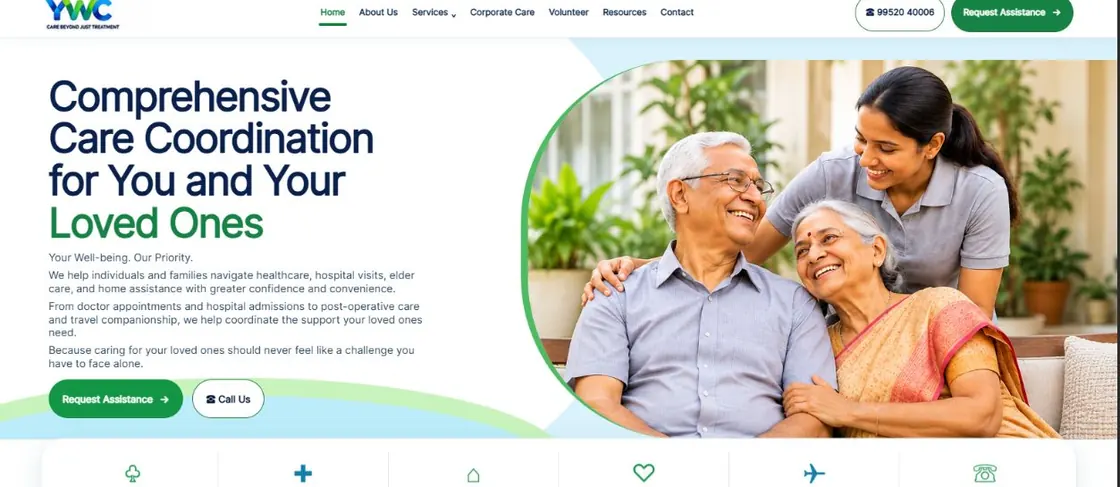 YWC
CARE BEYOND JUST TREATMENT
Home About Us Services Corporate Care Volunteer Resources Contact
☎ 99520 40006
Request Assistance →
Comprehensive
Care Coordination
for You and Your
Loved Ones
Your Well-being. Our Priority.
We help individuals and families navigate healthcare, hospital visits, elder
care, and home assistance with greater confidence and convenience.
From doctor appointments and hospital admissions to post-operative care
and travel companionship, we help coordinate the support your loved ones
need.
Because caring for your loved ones should never feel like a challenge you
have to face alone.
Request Assistance →
☎ Call Us